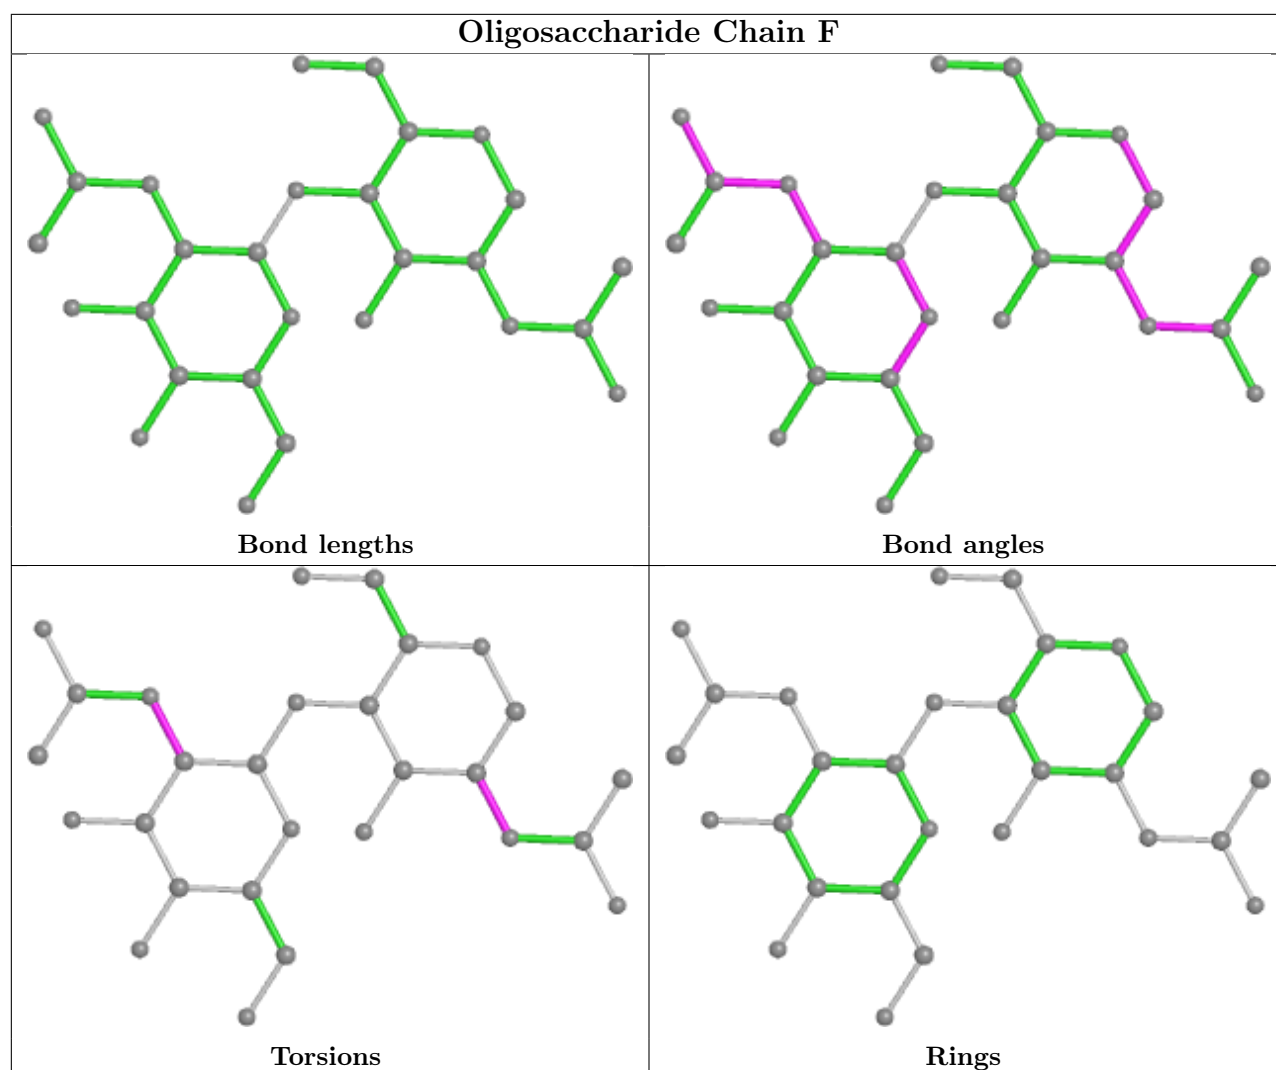 Oligosaccharide Chain F
Bond lengths
Bond angles
Torsions
Rings